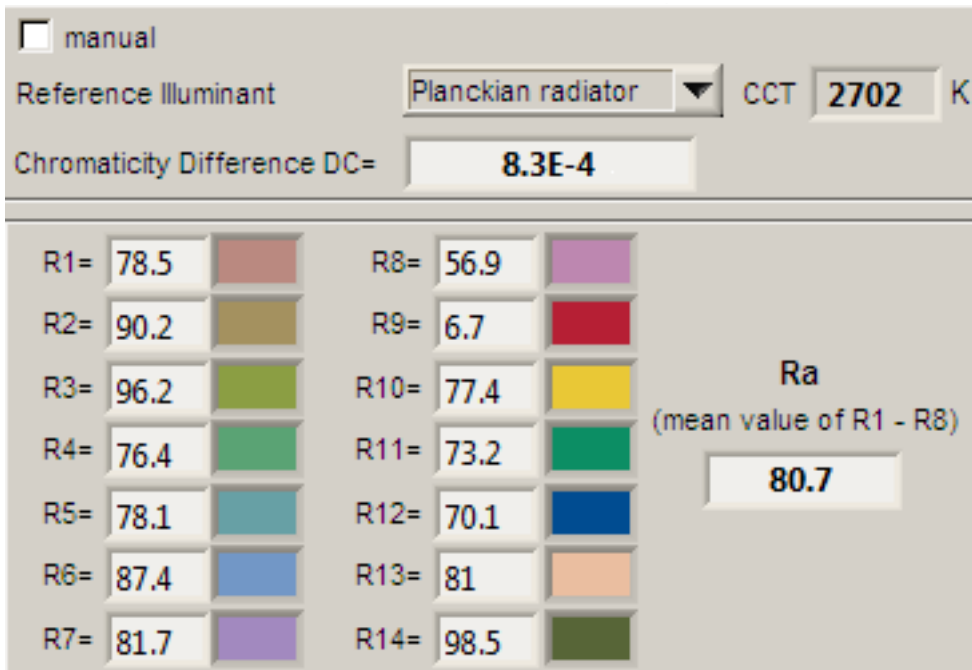 manual
Reference Illuminant Planckian radiator CCT 2702 K
Chromaticity Difference DC= 8.3E-4
R1= 78.5 R8= 56.9
R2= 90.2 R9= 6.7
R3= 96.2 R10= 77.4
Ra
(mean value of R1 - R8)
R4= 76.4 R11= 73.2
80.7
R5= 78.1 R12= 70.1
R6= 87.4 R13= 81
R7= 81.7 R14= 98.5